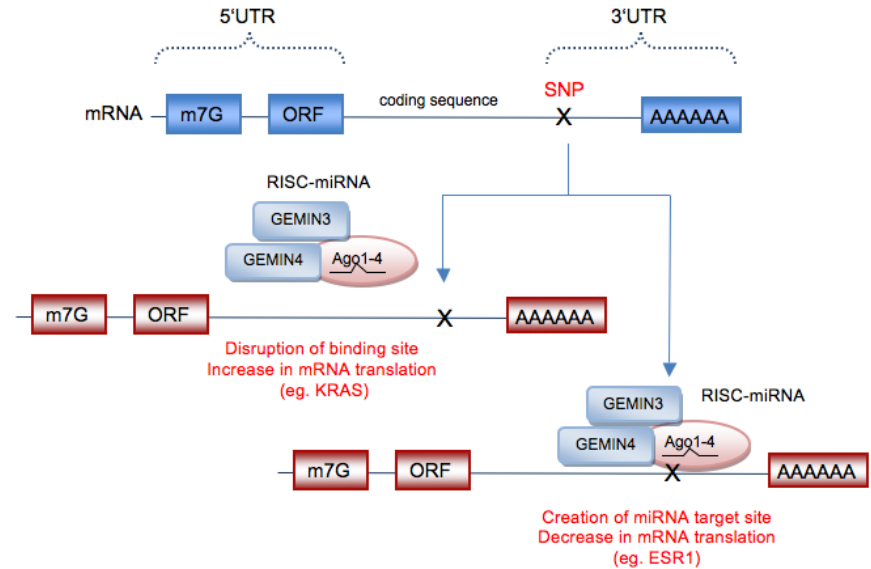 5'UTR
3'UTR
SNP
mRNA
m7G
ORF
coding sequence
X
AAAAAA
RISC-miRNA
GEMIN3
GEMIN4
Ago1-4
m7G
ORF
X
AAAAAA
Disruption of binding site
Increase in mRNA translation
(eg. KRAS)
GEMIN3
RISC-miRNA
GEMIN4
Ago1-4
m7G
ORF
X
AAAAAA
Creation of miRNA target site
Decrease in mRNA translation
(eg. ESR1)